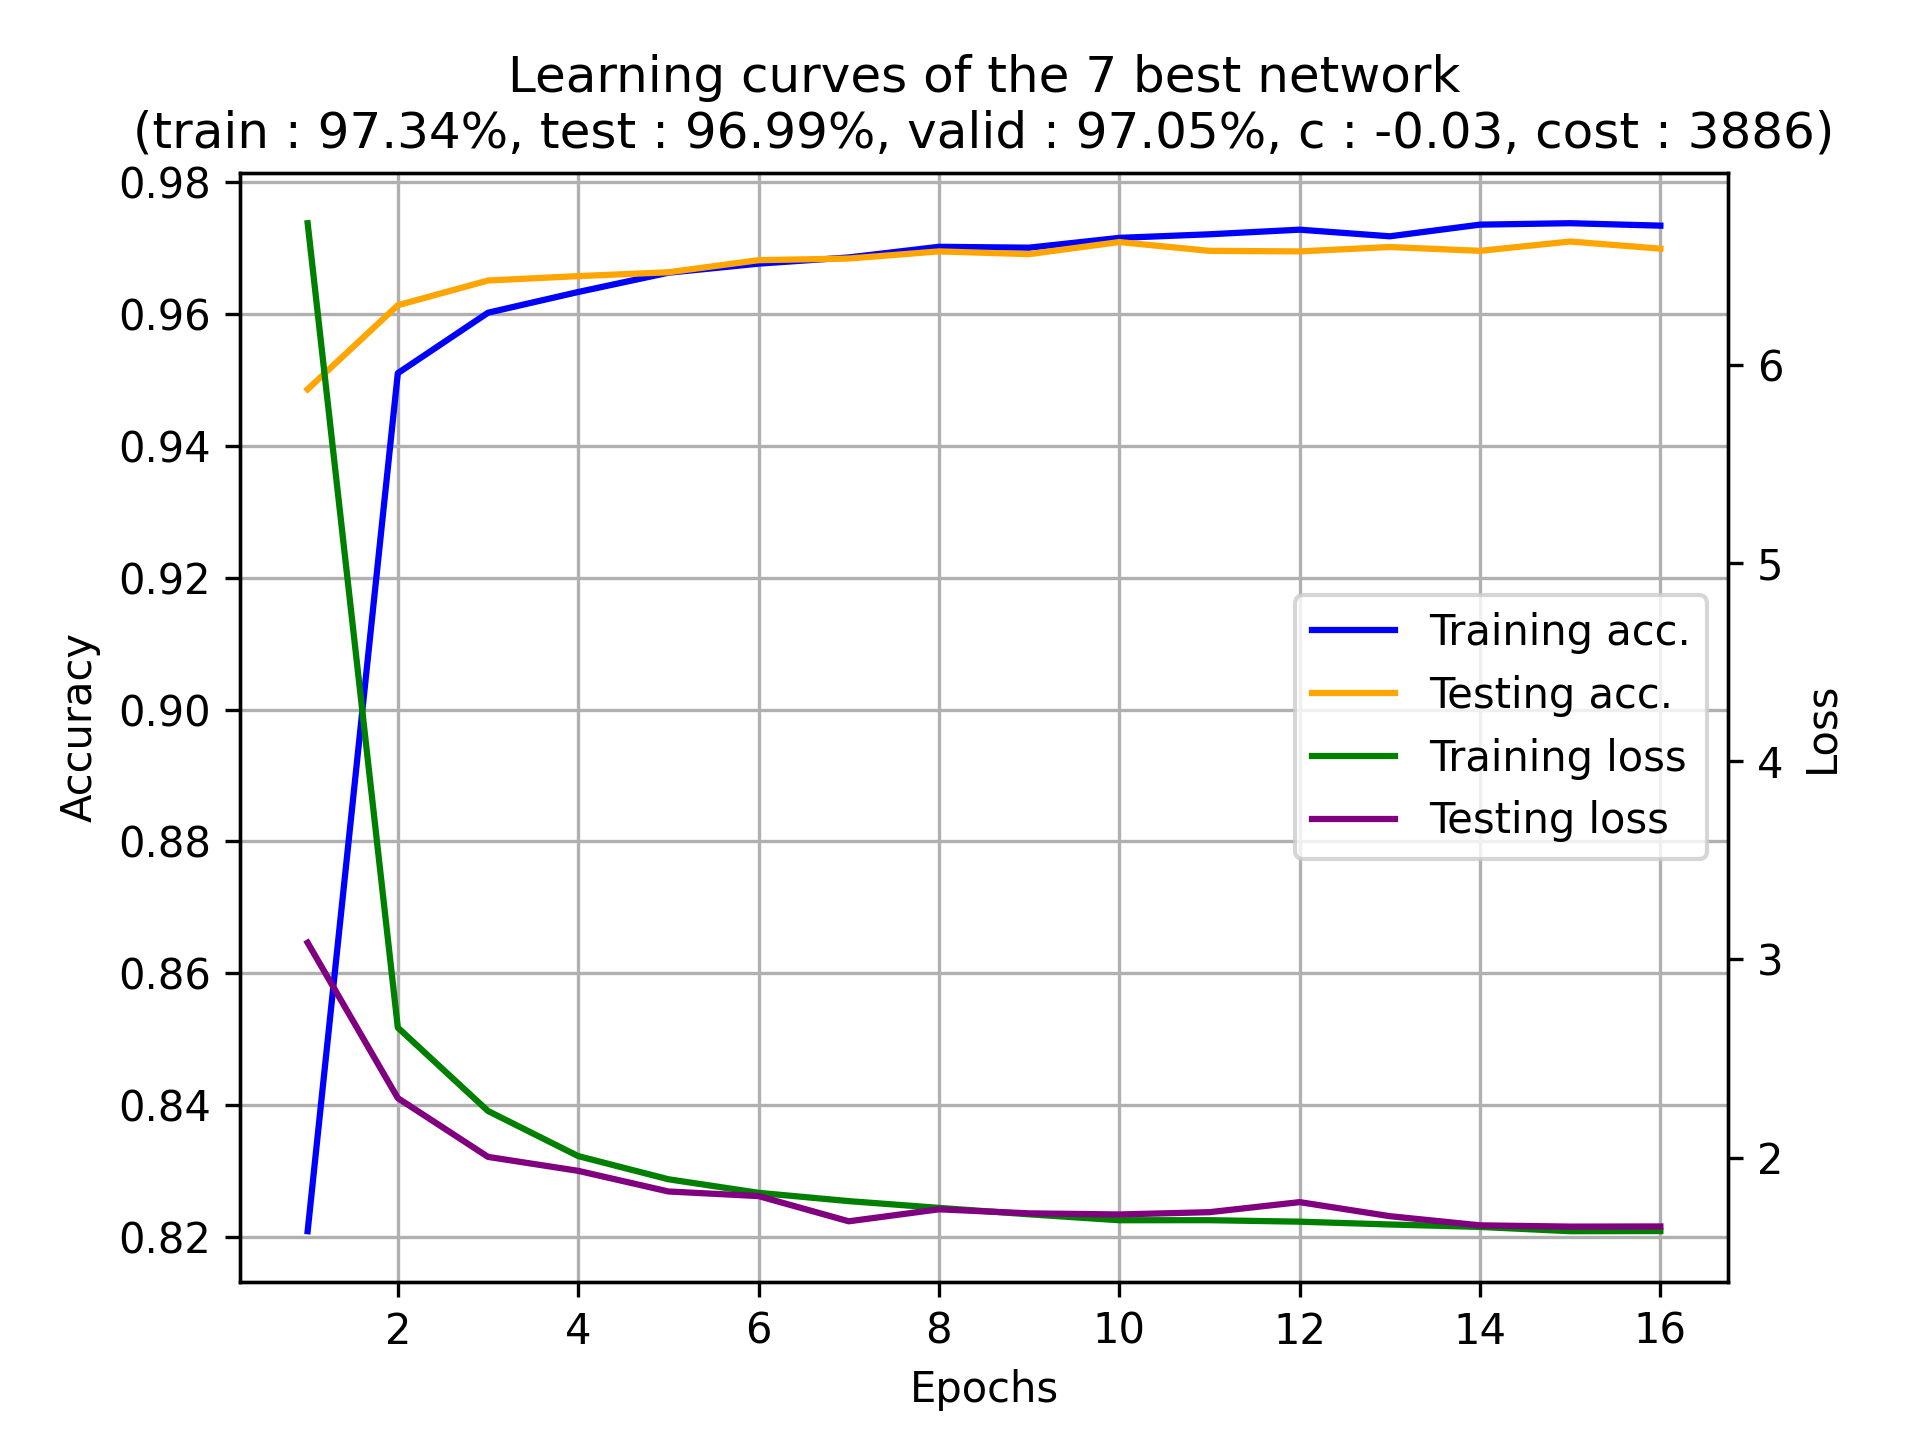 Learning curves of the 7 best network
(train : 97.34%, test : 96.99%, valid : 97.05%, c : -0.03, cost : 3886)
0.98
0.96
0.94
0.92
0.90
0.88
0.86
0.84
0.82
Accuracy
6
5
4
3
2
Loss
Training acc.
Testing acc.
Training loss
Testing loss
2 4 6 8 10 12 14 16
Epochs